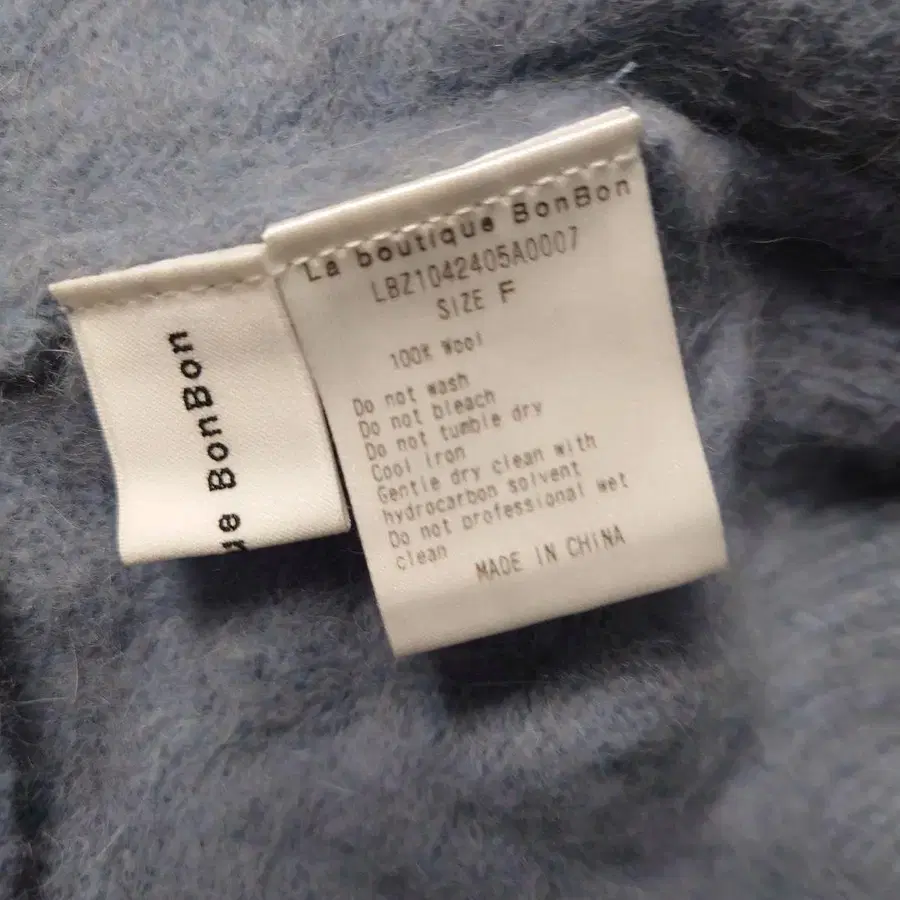 ue BonBon
La boutique BonBon
LBZ1042405A0007
SIZE F
100% Wool
Do not wash
Do not bleach
Do not tumble dry
Cool iron
Gentle dry clean with
hydrocarbon solvent
Do not professional wet
clean
MADE IN CHINA